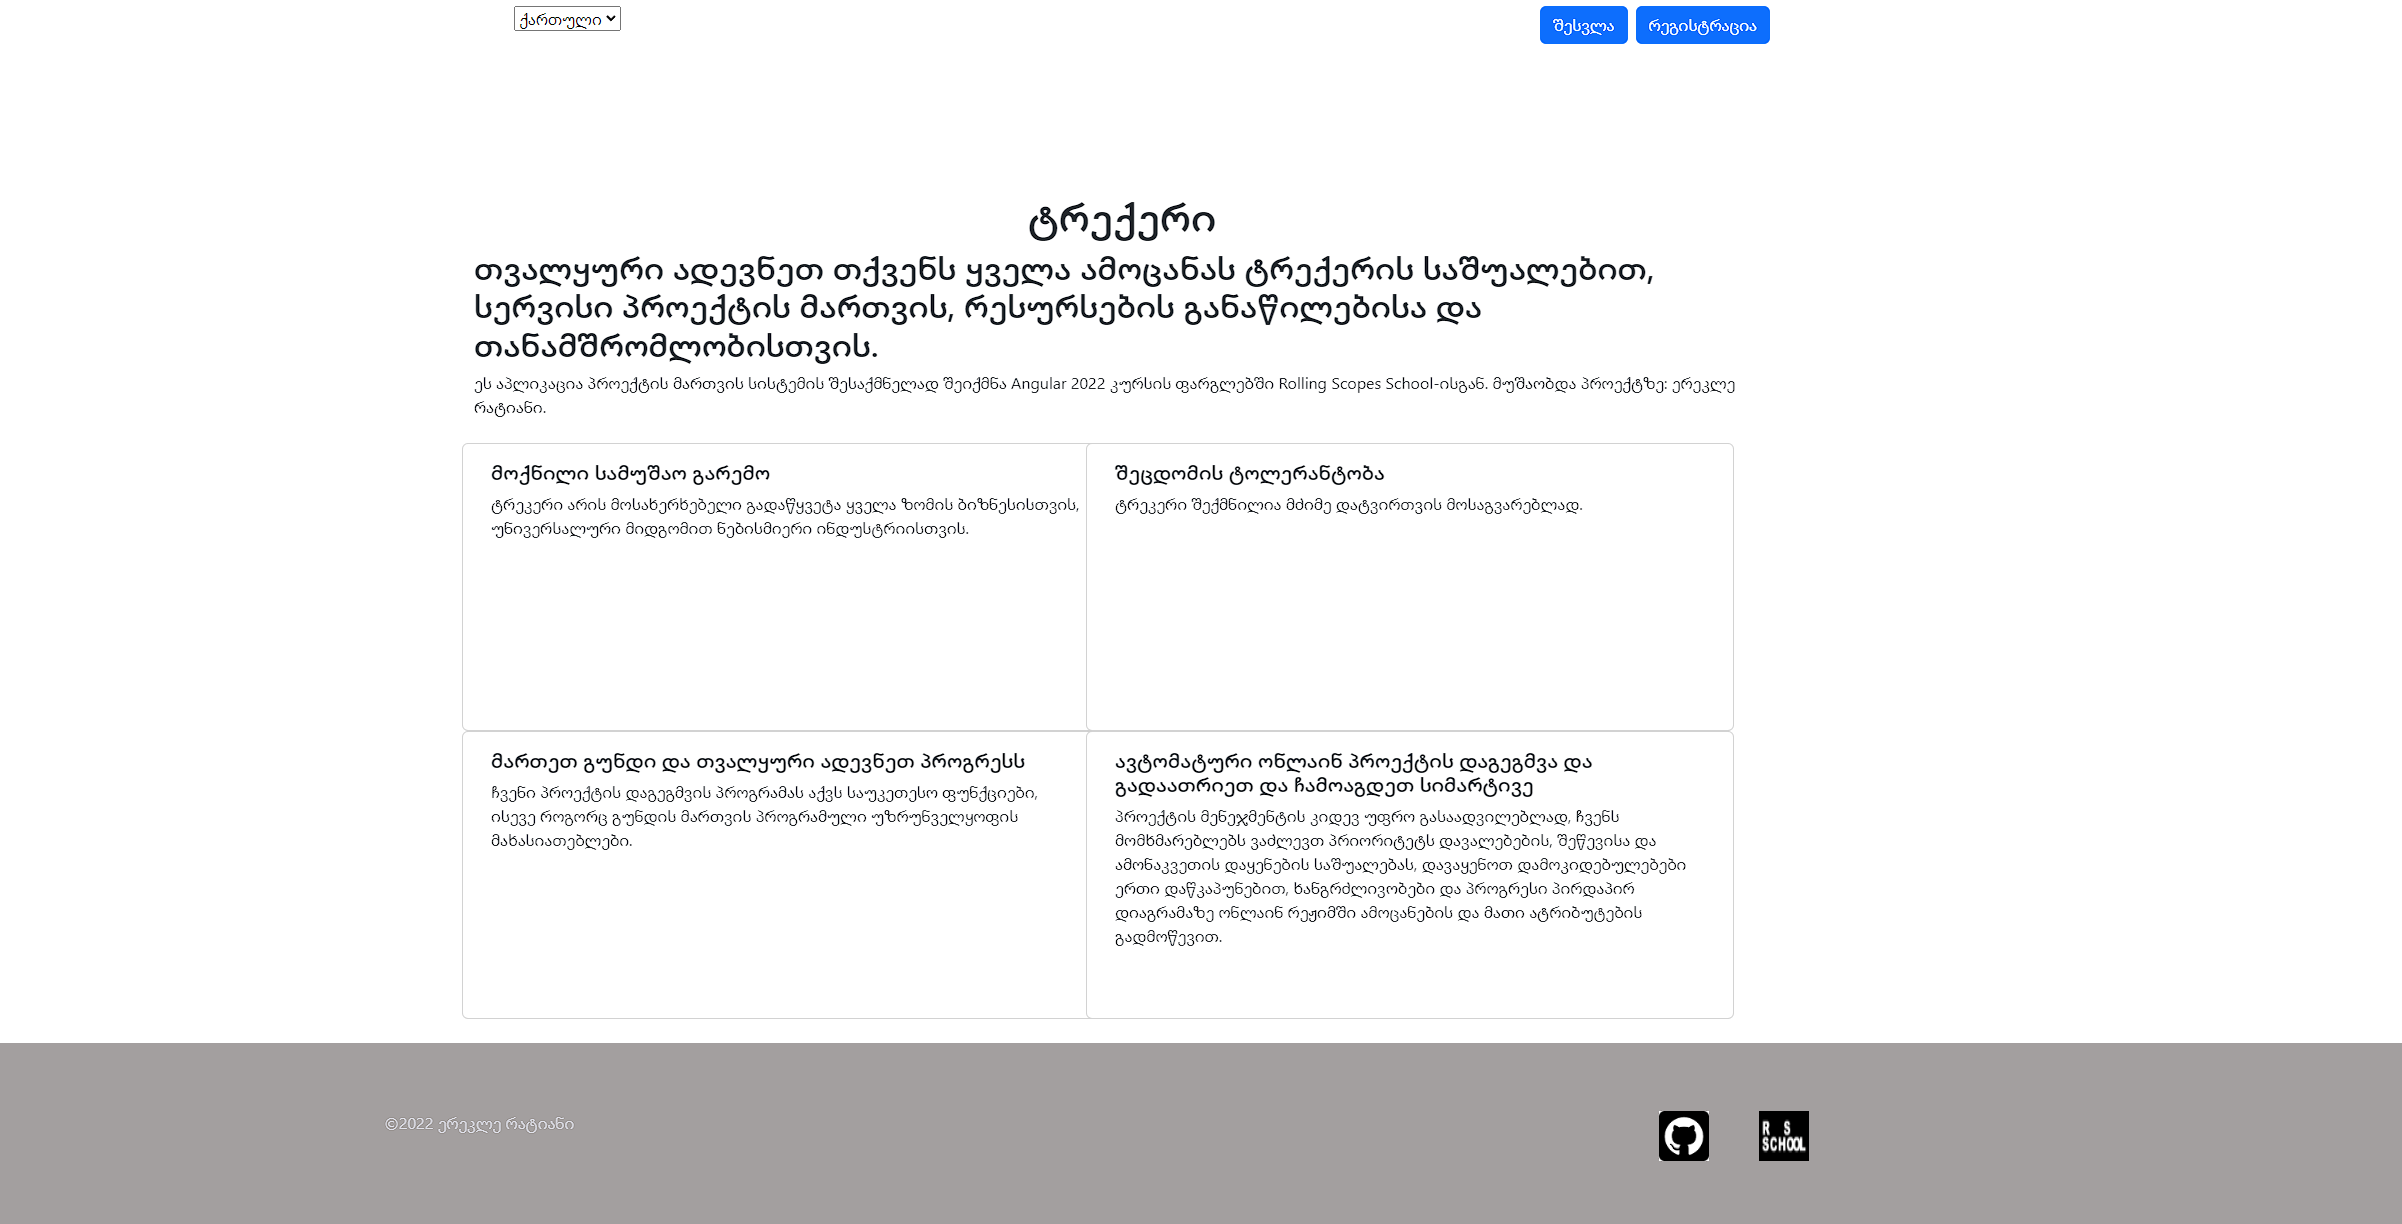 ქართული
შესვლა
რეგისტრაცია
ტრექერი
თვალყური ადევნეთ თქვენს ყველა ამოცანას ტრექერის საშუალებით,
სერვისი პროექტის მართვის, რესურსების განაწილებისა და
თანამშრომლობისთვის.
ეს აპლიკაცია პროექტის მართვის სისტემის შესაქმნელად შეიქმნა Angular 2022 კურსის ფარგლებში Rolling Scopes School-ისგან. მუშაობდა პროექტზე: ერეკლე
რატიანი.
მოქნილი სამუშაო გარემო
ტრეკერი არის მოსახერხებელი გადაწყვეტა ყველა ზომის ბიზნესისთვის,
უნივერსალური მიდგომით ნებისმიერი ინდუსტრიისთვის.
შეცდომის ტოლერანტობა
ტრეკერი შექმნილია მძიმე დატვირთვის მოსაგვარებლად.
მართეთ გუნდი და თვალყური ადევნეთ პროგრესს
ჩვენი პროექტის დაგეგმვის პროგრამას აქვს საუკეთესო ფუნქციები,
ისევე როგორც გუნდის მართვის პროგრამული უზრუნველყოფის
მახასიათებლები.
ავტომატური ონლაინ პროექტის დაგეგმვა და
გადაათრიეთ და ჩამოაგდეთ სიმარტივე
პროექტის მენეჯმენტის კიდევ უფრო გასაადვილებლად, ჩვენს
მომხმარებლებს ვაძლევთ პრიორიტეტს დავალებების, შეწევისა და
ამონაკვეთის დაყენების საშუალებას, დავაყენოთ დამოკიდებულებები
ერთი დაწკაპუნებით, ხანგრძლივობები და პროგრესი პირდაპირ
დიაგრამაზე ონლაინ რეჟიმში ამოცანების და მათი ატრიბუტების
გადმოწევით.
©2022 ერეკლე რატიანი
R S
SCHOOL